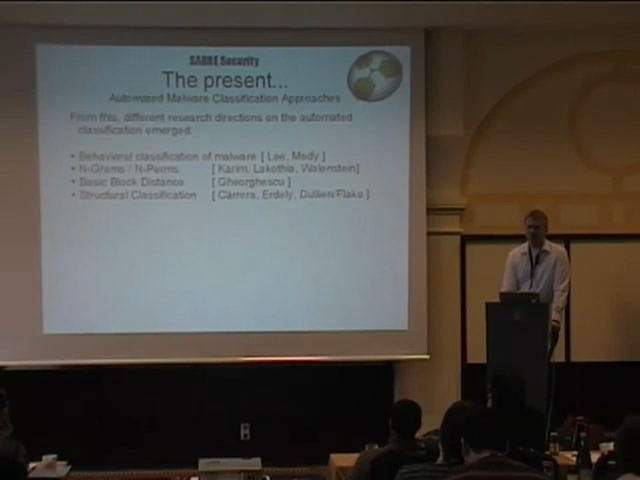 SABRE Security
The present...
Automated Malware Classification Approaches
From this, different research directions on the automated
classification emerged:
• Behavioral classification of malware [ Lee, Mody ]
• N-Grams / N-Perms [ Karim, Lakothia, Walenstein]
• Basic Block Distance [ Gheorghescu ]
• Structural Classification [ Carrera, Erdely, Dullien/Flake ]